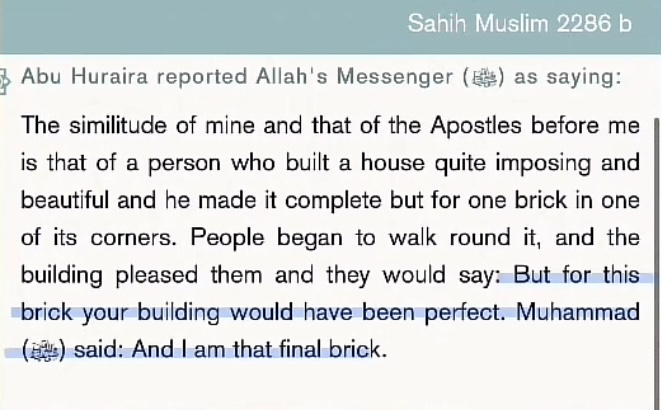 Sahih Muslim 2286 b
Abu Huraira reported Allah's Messenger (ﷺ) as saying:
The similitude of mine and that of the Apostles before me
is that of a person who built a house quite imposing and
beautiful and he made it complete but for one brick in one
of its corners. People began to walk round it, and the
building pleased them and they would say: But for this
brick your building would have been perfect. Muhammad
(ﷺ) said: And I am that final brick.